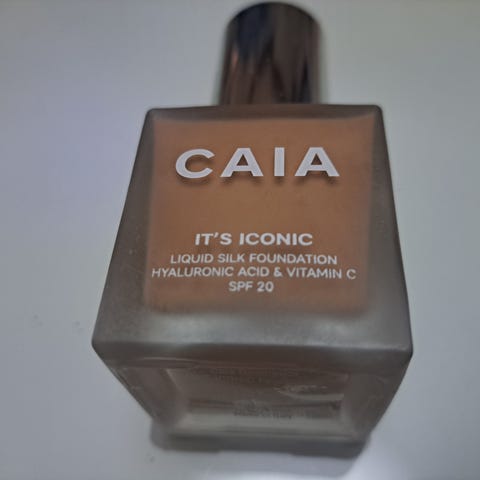 CAIA
IT'S ICONIC
LIQUID SILK FOUNDATION
HYALURONIC ACID & VITAMIN C
SPF 20